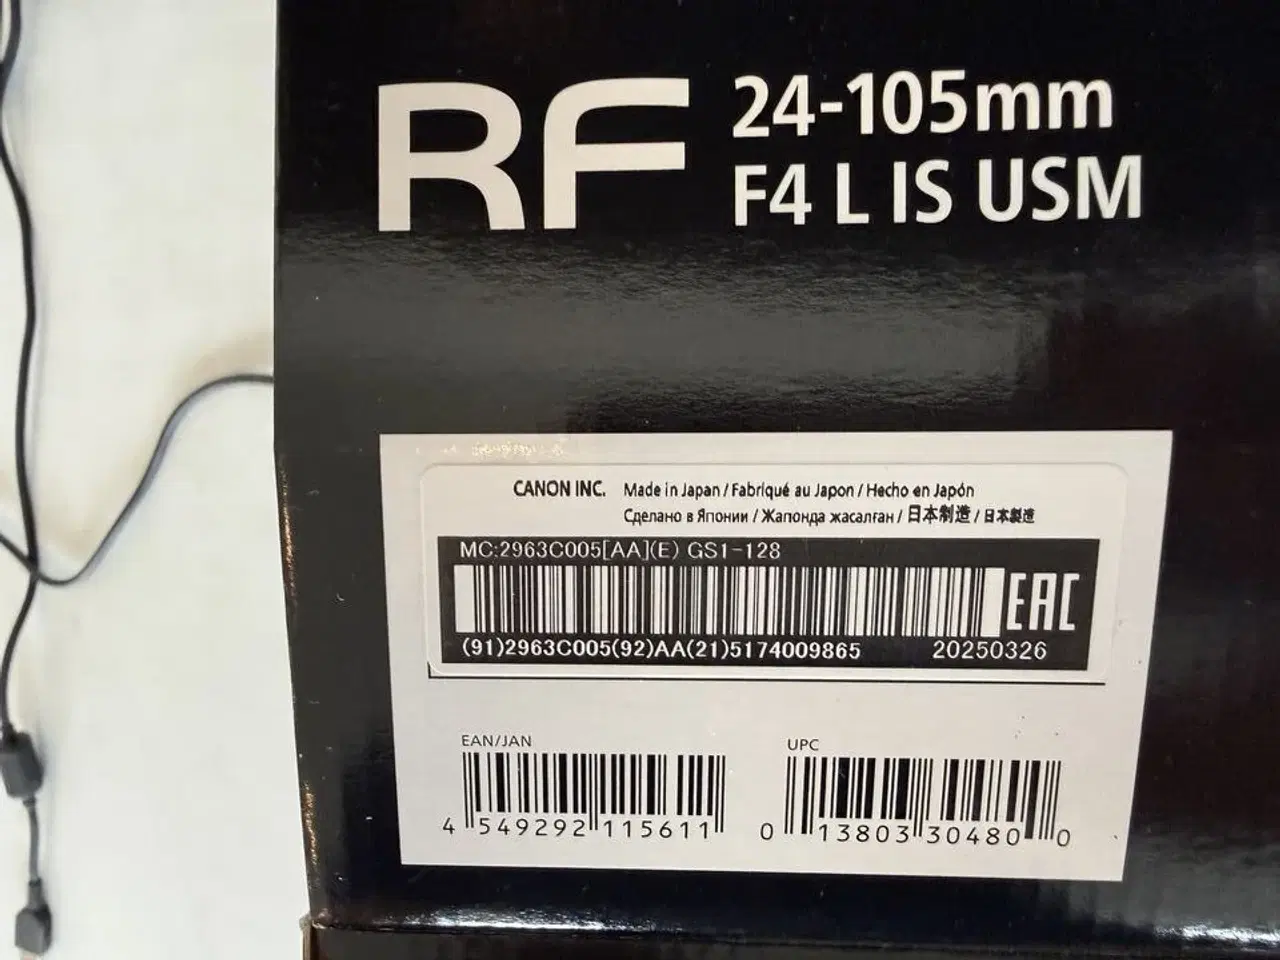 RF
24-105mm
F4 L IS USM
CANON INC. Made in Japan / Fabriqué au Japon / Hecho en Japón
Сделано в Японии / Жапонда жасалған / 日本制造 / 日本製造
MC:2963C005[AA](E) GS1-128
EAC
(91)2963C005(92)AA(21)5174009865 20250326
EAN/JAN
4 549292 115611
UPC
0 13803 30480 0